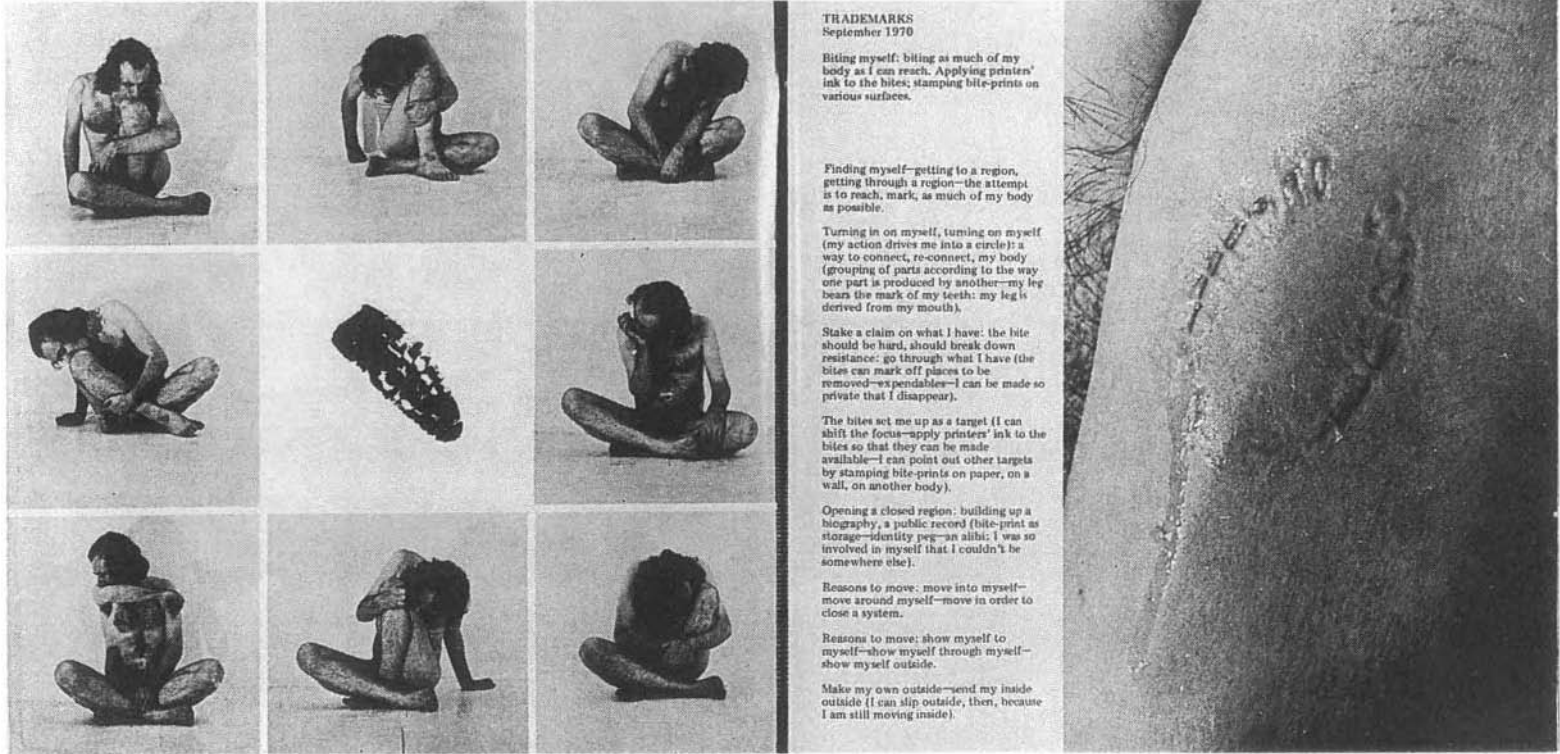 TRADEMARKS
September 1970
Biting myself: biting as much of my
body as I can reach. Applying printers'
ink to the bites; stamping bite-prints on
various surfaces.
Finding myself—getting to a region,
getting through a region—the attempt
is to reach, mark, as much of my body
as possible.
Turning in on myself, turning on myself
(my action drives me into a circle): a
way to connect, re-connect, my body
(grouping of parts according to the way
one part is produced by another—my leg
bears the mark of my teeth: my leg is
derived from my mouth).
Stake a claim on what I have: the bite
should be hard, should break down
resistance: go through what I have (the
bites can mark off places to be
removed—expendables—I can be made so
private that I disappear).
The bites set me up as a target (I can
shift the focus—apply printers' ink to the
bites so that they can be made
available—I can point out other targets
by stamping bite-prints on paper, on a
wall, on another body).
Opening a closed region: building up a
biography, a public record (bite-print as
storage—identity peg—an alibi: I was so
involved in myself that I couldn't be
somewhere else).
Reasons to move: move into myself—
move around myself—move in order to
close a system.
Reasons to move: show myself to
myself—show myself through myself—
show myself outside.
Make my own outside—send my inside
outside (I can slip outside, then, because
I am still moving inside).